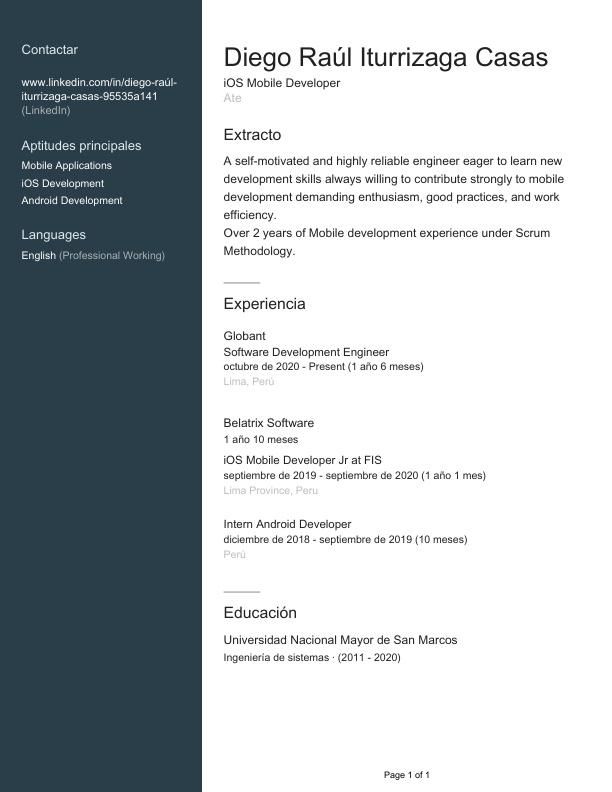 Contactar
www.linkedin.com/in/diego-raúl-
iturrizaga-casas-95535a141
(LinkedIn)
Aptitudes principales
Mobile Applications
iOS Development
Android Development
Languages
English (Professional Working)
Diego Raúl Iturrizaga Casas
iOS Mobile Developer
Ate
Extracto
A self-motivated and highly reliable engineer eager to learn new
development skills always willing to contribute strongly to mobile
development demanding enthusiasm, good practices, and work
efficiency.
Over 2 years of Mobile development experience under Scrum
Methodology.
Experiencia
Globant
Software Development Engineer
octubre de 2020 - Present (1 año 6 meses)
Lima, Perú
Belatrix Software
1 año 10 meses
iOS Mobile Developer Jr at FIS
septiembre de 2019 - septiembre de 2020 (1 año 1 mes)
Lima Province, Peru
Intern Android Developer
diciembre de 2018 - septiembre de 2019 (10 meses)
Perú
Educación
Universidad Nacional Mayor de San Marcos
Ingeniería de sistemas · (2011 - 2020)
Page 1 of 1